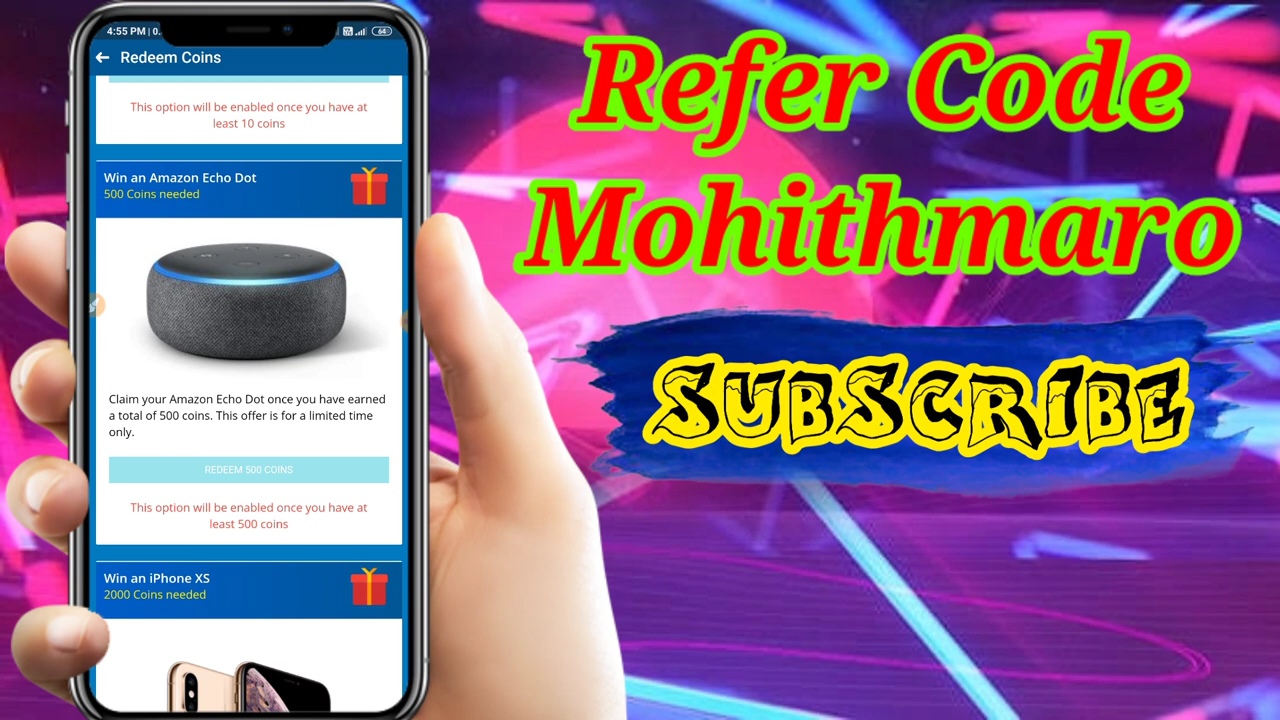 4:55 PM | 0.
64
Redeem Coins
This option will be enabled once you have at
least 10 coins
Win an Amazon Echo Dot
500 Coins needed
Claim your Amazon Echo Dot once you have earned
a total of 500 coins. This offer is for a limited time
only.
REDEEM 500 COINS
This option will be enabled once you have at
least 500 coins
Win an iPhone XS
2000 Coins needed
Refer Code
Mohithmaro
SUBSCRIBE